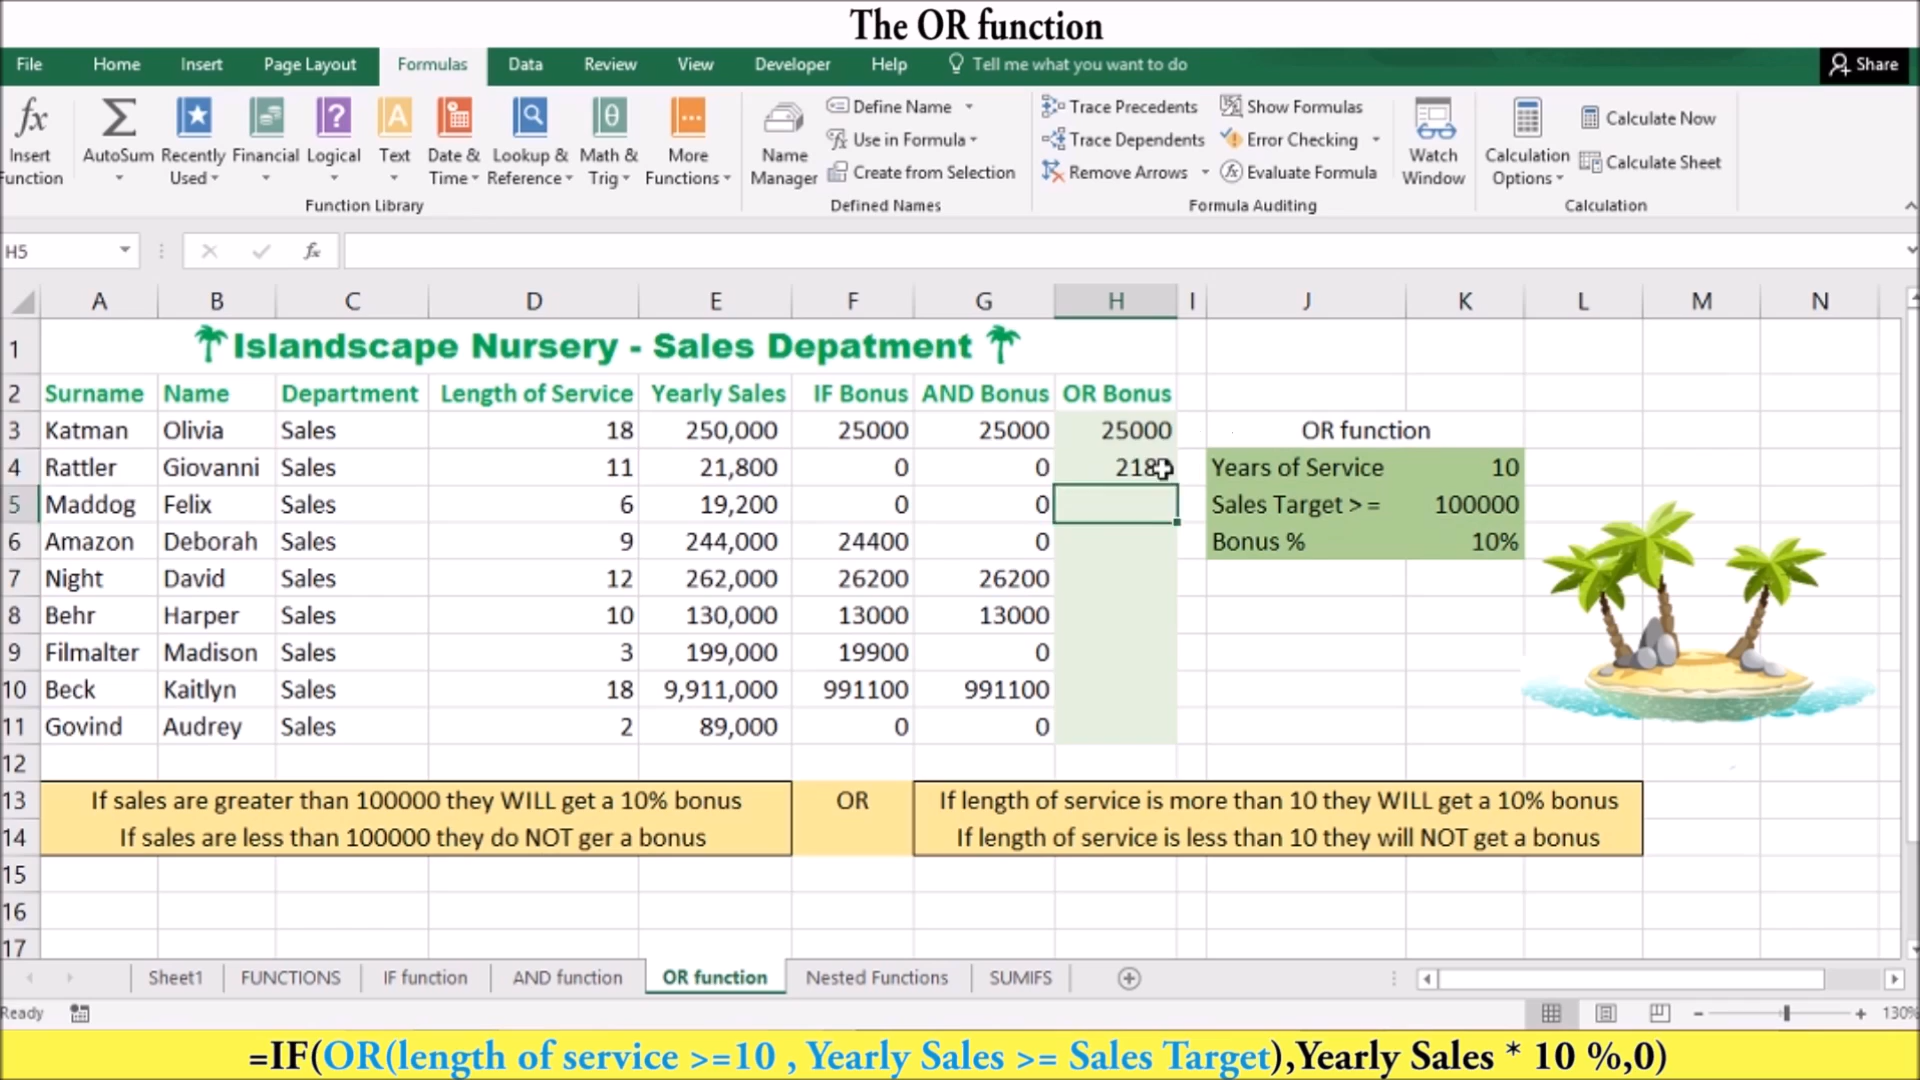 The OR function
File Home Insert Page Layout Formulas Data Review View Developer Help Tell me what you want to do Share
fx Insert Function
AutoSum
Recently Used
Financial
Logical
Text
Date & Time
Lookup & Reference
Math & Trig
More Functions
Function Library
Name Manager
Define Name
Use in Formula
Create from Selection
Defined Names
Trace Precedents
Trace Dependents
Remove Arrows
Show Formulas
Error Checking
Evaluate Formula
Formula Auditing
Watch Window
Calculation Options
Calculate Now
Calculate Sheet
Calculation
H5 fx
A B C D E F G H I J K L M N
1 Islandscape Nursery - Sales Depatment
2 Surname Name Department Length of Service Yearly Sales IF Bonus AND Bonus OR Bonus
3 Katman Olivia Sales 18 250,000 25000 25000 25000 OR function
4 Rattler Giovanni Sales 11 21,800 0 0 Years of Service 10
5 Maddog Felix Sales 6 19,200 0 0 Sales Target > = 100000
6 Amazon Deborah Sales 9 244,000 24400 0 Bonus % 10%
7 Night David Sales 12 262,000 26200 26200
8 Behr Harper Sales 10 130,000 13000 13000
9 Filmalter Madison Sales 3 199,000 19900 0
10 Beck Kaitlyn Sales 18 9,911,000 991100 991100
11 Govind Audrey Sales 2 89,000 0 0
12
13 If sales are greater than 100000 they WILL get a 10% bonus OR If length of service is more than 10 they WILL get a 10% bonus
14 If sales are less than 100000 they do NOT ger a bonus If length of service is less than 10 they will NOT get a bonus
15
16
17
Sheet1 FUNCTIONS IF function AND function OR function Nested Functions SUMIFS
Ready 130%
=IF(OR(length of service >=10 , Yearly Sales >= Sales Target),Yearly Sales * 10 %,0)